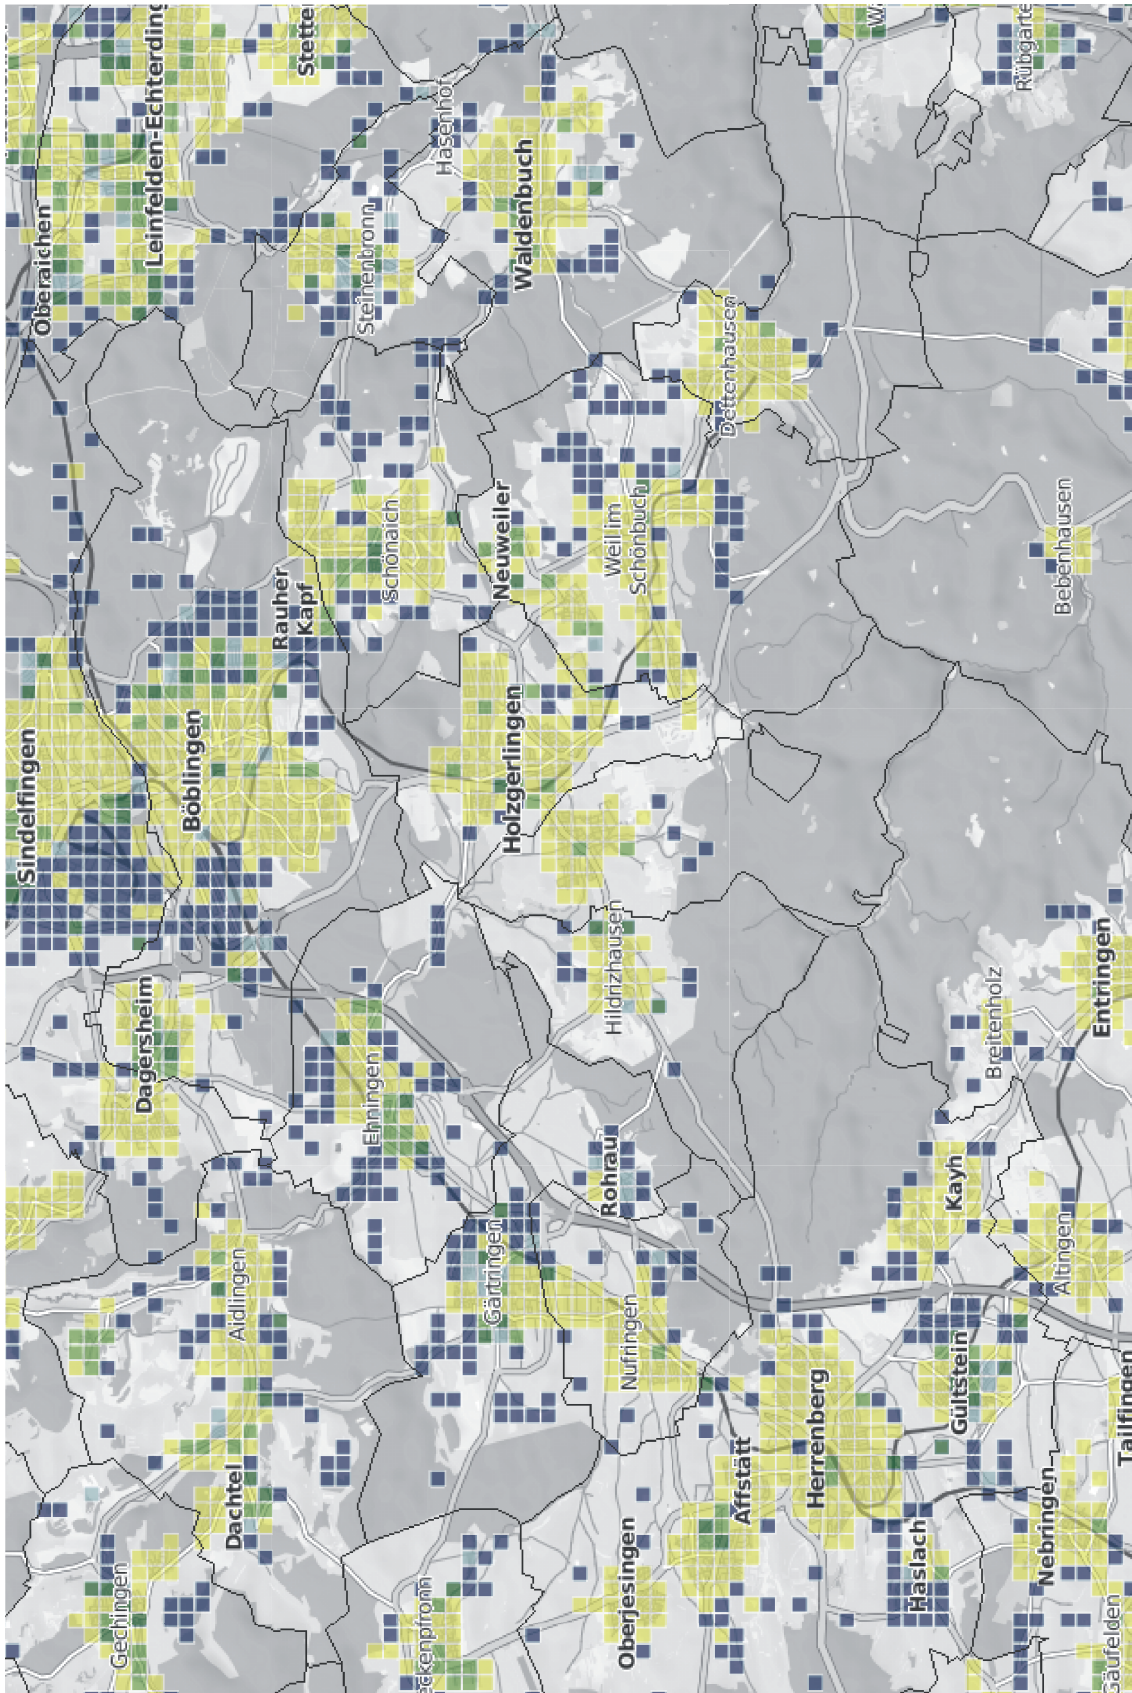 Sindelfingen
Oberaichen
Gechingen
Dagersheim
Leinfelden-Echterding
Böblingen
Dachtel
Aidlingen
Rauher
Kapf
Stette
Ehningen
Steinenbronn
Schönaich
eckenpfronn
Hasenhof
Gärtringen
Neuweiler
Holzgerlingen
Waldenbuch
Rohrau
Hildrizhausen
Weil im
Schönbuch
Oberjesingen
Nufringen
Dettenhausen
Affstätt
Herrenberg
Haslach
Kayh
Gültstein
Breitenholz
Rübgarte
Nebringen
Altingen
Bebenhausen
Entringen
Gäufelden
Tailfingen